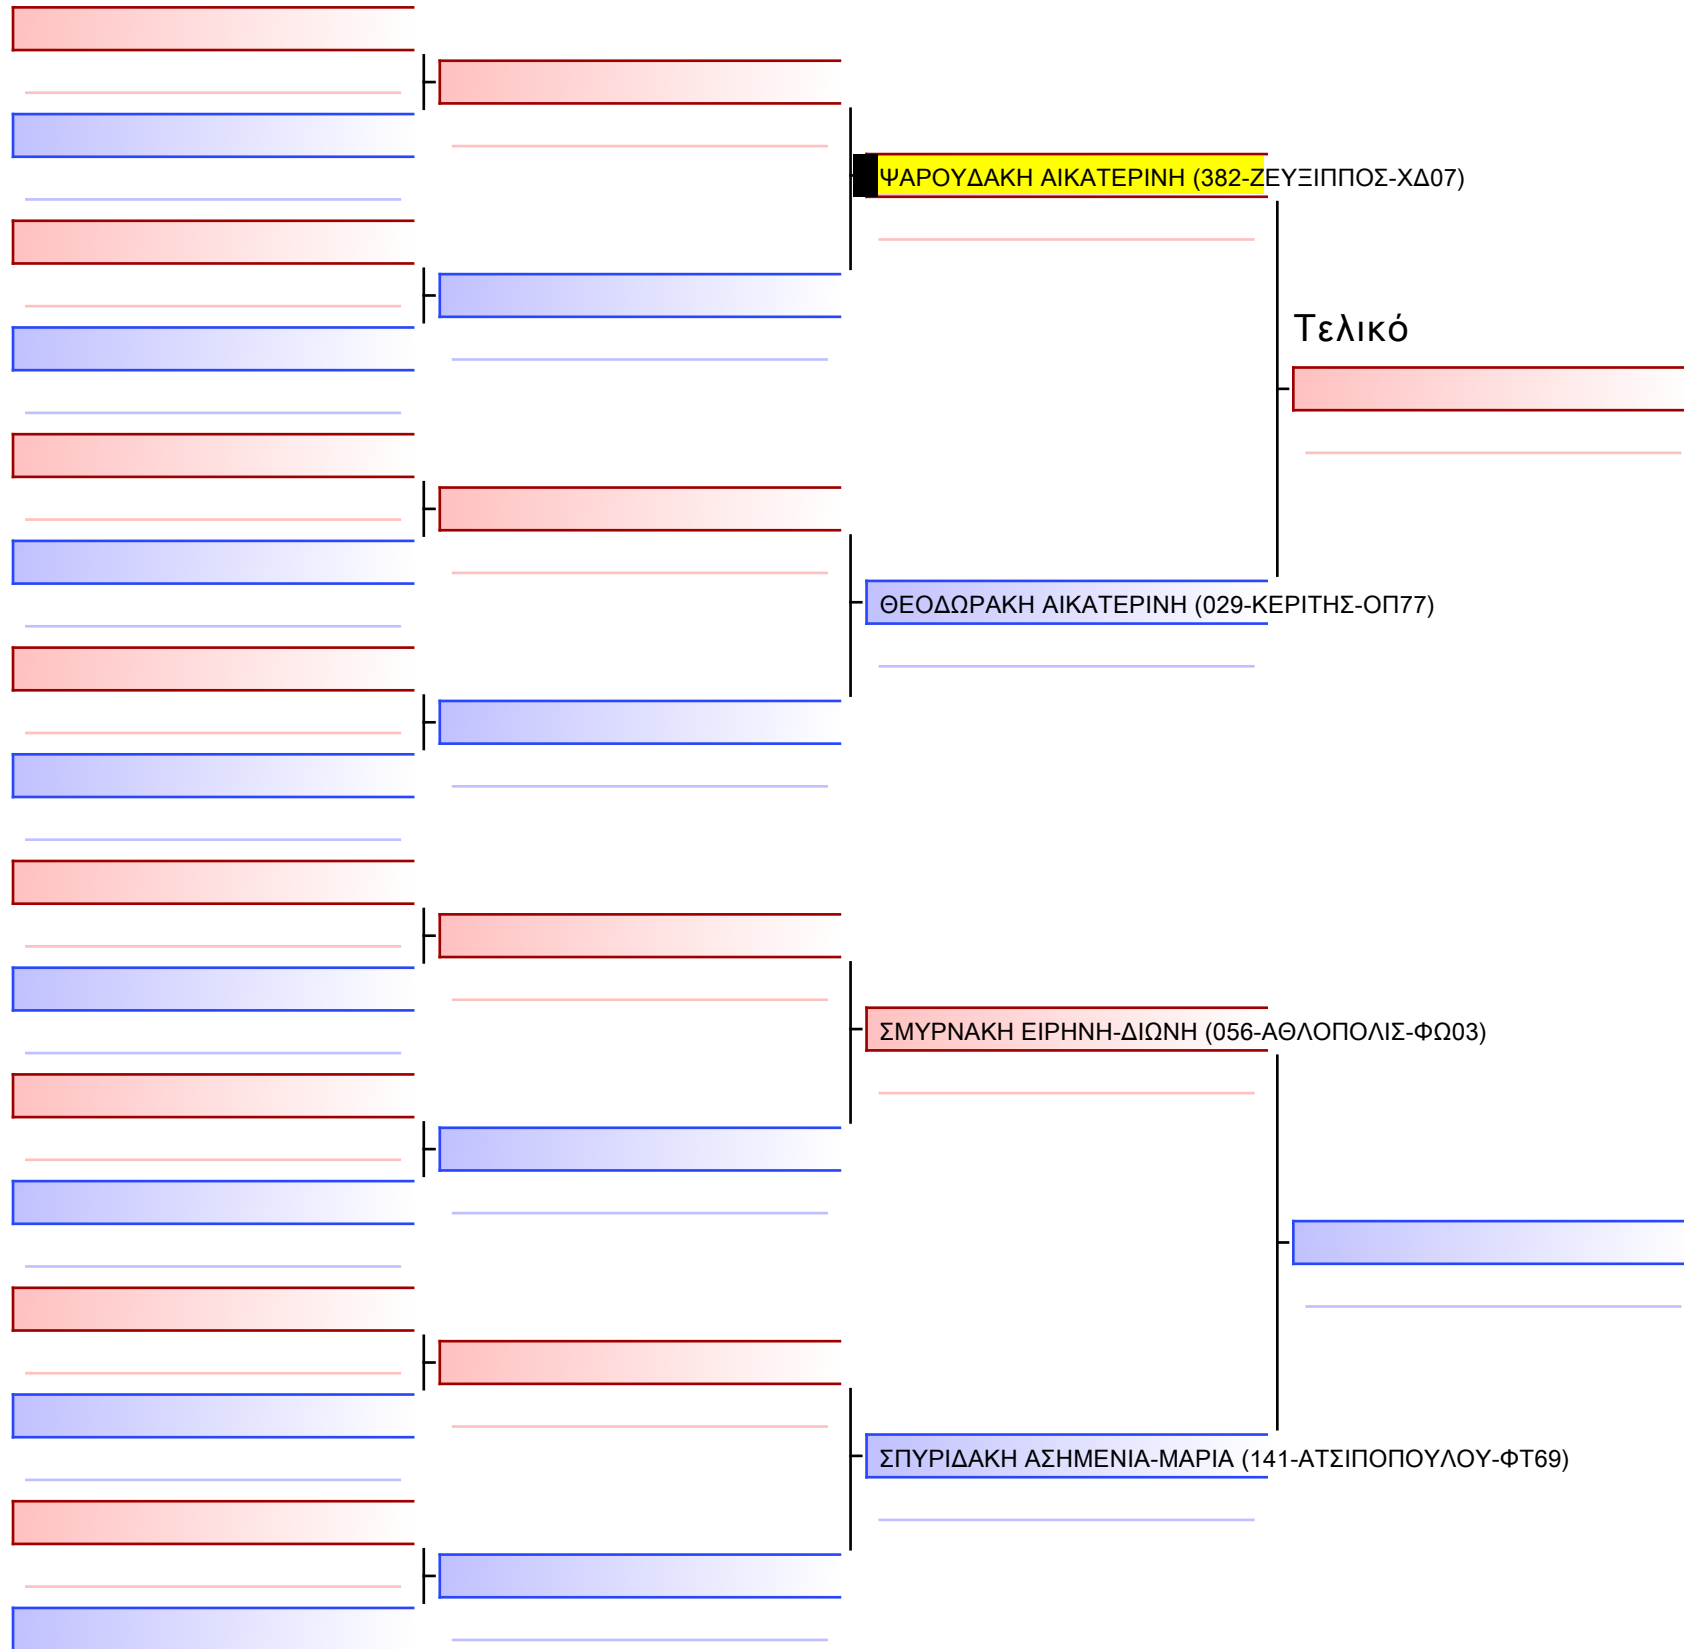 ΨΑΡΟΥΔΑΚΗ ΑΙΚΑΤΕΡΙΝΗ (382-ΖΕΥΞΙΠΠΟΣ-ΧΔ07)
Τελικό
ΘΕΟΔΩΡΑΚΗ ΑΙΚΑΤΕΡΙΝΗ (029-ΚΕΡΙΤΗΣ-ΟΠ77)
ΣΜΥΡΝΑΚΗ ΕΙΡΗΝΗ-ΔΙΩΝΗ (056-ΑΘΛΟΠΟΛΙΣ-ΦΩ03)
ΣΠΥΡΙΔΑΚΗ ΑΣΗΜΕΝΙΑ-ΜΑΡΙΑ (141-ΑΤΣΙΠΟΠΟΥΛΟΥ-ΦΤ69)